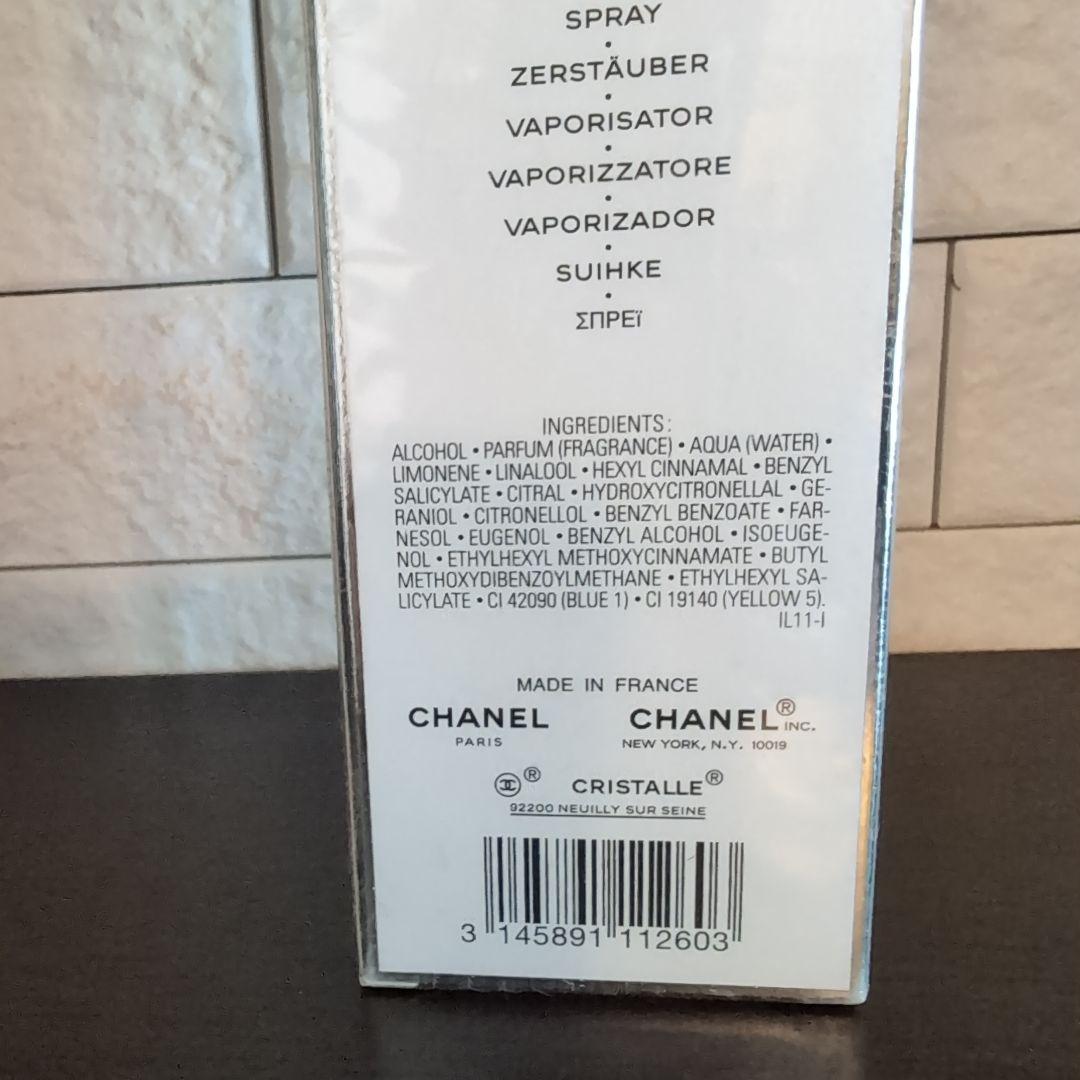 SPRAY
•
ZERSTÄUBER
•
VAPORISATOR
•
VAPORIZZATORE
•
VAPORIZADOR
•
SUIHKE
•
ΣΠΡΕϊ
INGREDIENTS:
ALCOHOL • PARFUM (FRAGRANCE) • AQUA (WATER) •
LIMONENE • LINALOOL • HEXYL CINNAMAL • BENZYL
SALICYLATE • CITRAL • HYDROXYCITRONELLAL • GE-
RANIOL • CITRONELLOL • BENZYL BENZOATE • FAR-
NESOL • EUGENOL • BENZYL ALCOHOL • ISOEUGE-
NOL • ETHYLHEXYL METHOXYCINNAMATE • BUTYL
METHOXYDIBENZOYLMETHANE • ETHYLHEXYL SA-
LICYLATE • CI 42090 (BLUE 1) • CI 19140 (YELLOW 5).
IL11-I
MADE IN FRANCE
CHANEL CHANEL® INC.
PARIS NEW YORK, N.Y. 10019
® CRISTALLE®
92200 NEUILLY SUR SEINE
3 145891 112603